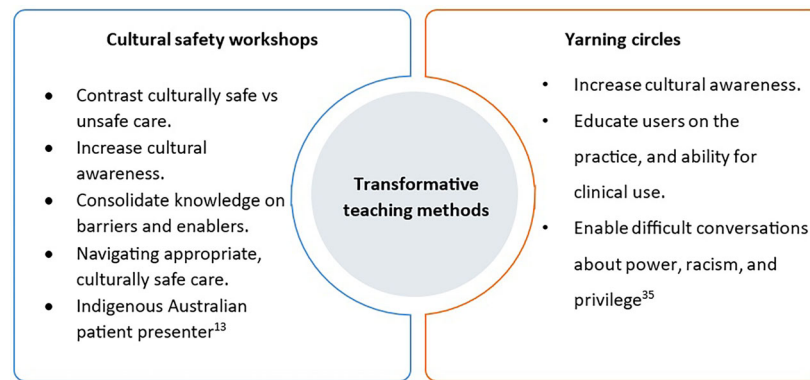 Cultural safety workshops
• Contrast culturally safe vs
unsafe care.
• Increase cultural
awareness.
• Consolidate knowledge on
barriers and enablers.
• Navigating appropriate,
culturally safe care.
• Indigenous Australian
patient presenter13
Transformative
teaching methods
Yarning circles
• Increase cultural awareness.
• Educate users on the
practice, and ability for
clinical use.
• Enable difficult conversations
about power, racism, and
privilege35